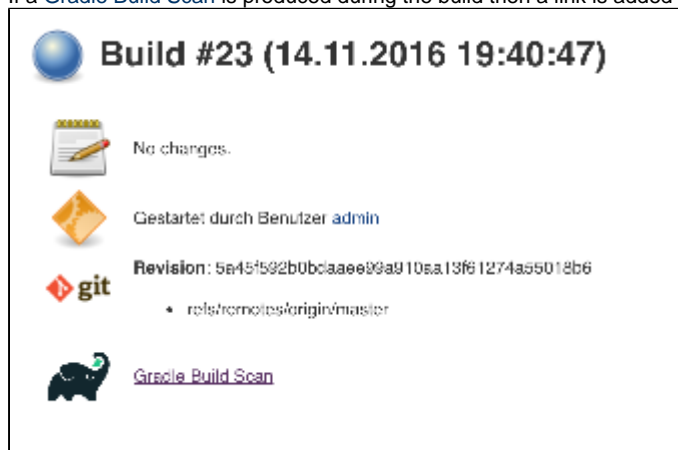 If a Gradle Build Scan is produced during the build then a link is added
Build #23 (14.11.2016 19:40:47)
No changes.
Gestartet durch Benutzer admin
Revision: 5a45f592b0bdaaee99a910aa13f61274a55018b6
git
• refs/remotes/origin/master
Gradle Build Scan